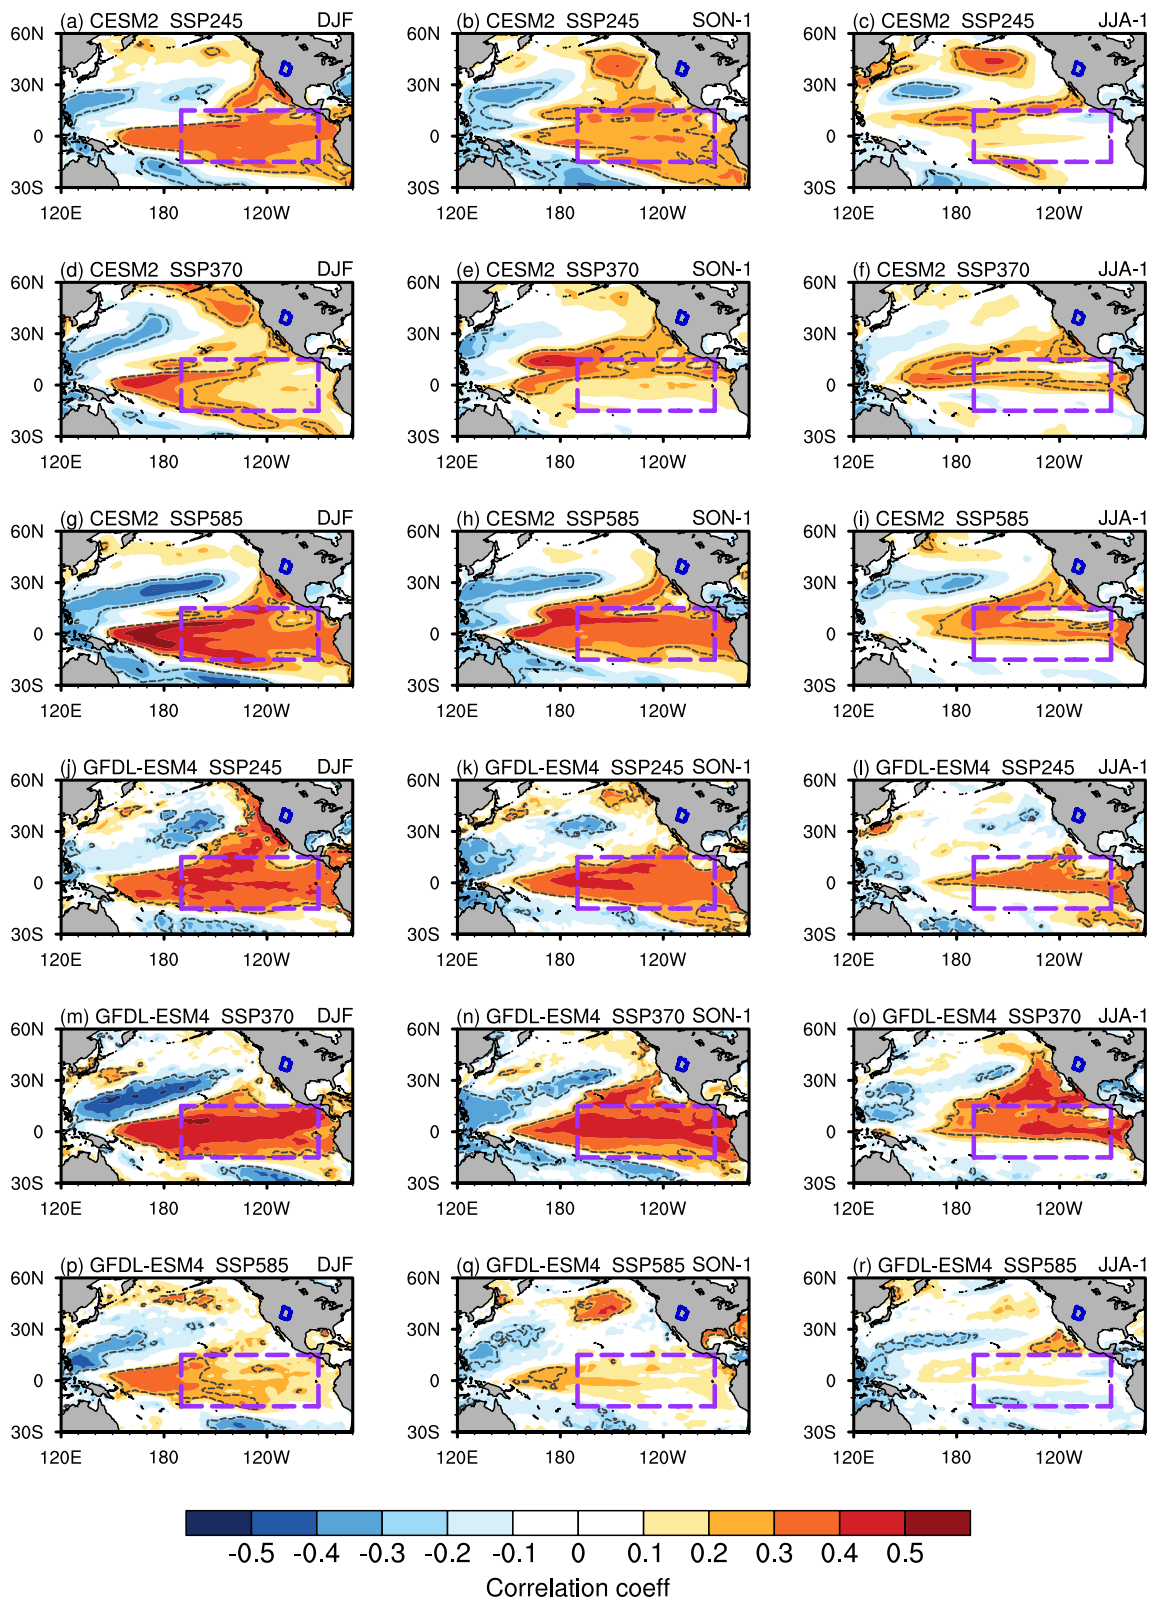 (a) CESM2 SSP245 DJF (b) CESM2 SSP245 SON-1 (c) CESM2 SSP245 JJA-1
60N 60N 60N
30N 30N 30N
0 0 0
30S 30S 30S
120E 180 120W 120E 180 120W 120E 180 120W
(d) CESM2 SSP370 DJF (e) CESM2 SSP370 SON-1 (f) CESM2 SSP370 JJA-1
60N 60N 60N
30N 30N 30N
0 0 0
30S 30S 30S
120E 180 120W 120E 180 120W 120E 180 120W
(g) CESM2 SSP585 DJF (h) CESM2 SSP585 SON-1 (i) CESM2 SSP585 JJA-1
60N 60N 60N
30N 30N 30N
0 0 0
30S 30S 30S
120E 180 120W 120E 180 120W 120E 180 120W
(j) GFDL-ESM4 SSP245 DJF (k) GFDL-ESM4 SSP245 SON-1 (l) GFDL-ESM4 SSP245 JJA-1
60N 60N 60N
30N 30N 30N
0 0 0
30S 30S 30S
120E 180 120W 120E 180 120W 120E 180 120W
(m) GFDL-ESM4 SSP370 DJF (n) GFDL-ESM4 SSP370 SON-1 (o) GFDL-ESM4 SSP370 JJA-1
60N 60N 60N
30N 30N 30N
0 0 0
30S 30S 30S
120E 180 120W 120E 180 120W 120E 180 120W
(p) GFDL-ESM4 SSP585 DJF (q) GFDL-ESM4 SSP585 SON-1 (r) GFDL-ESM4 SSP585 JJA-1
60N 60N 60N
30N 30N 30N
0 0 0
30S 30S 30S
120E 180 120W 120E 180 120W 120E 180 120W
-0.5 -0.4 -0.3 -0.2 -0.1 0 0.1 0.2 0.3 0.4 0.5
Correlation coeff